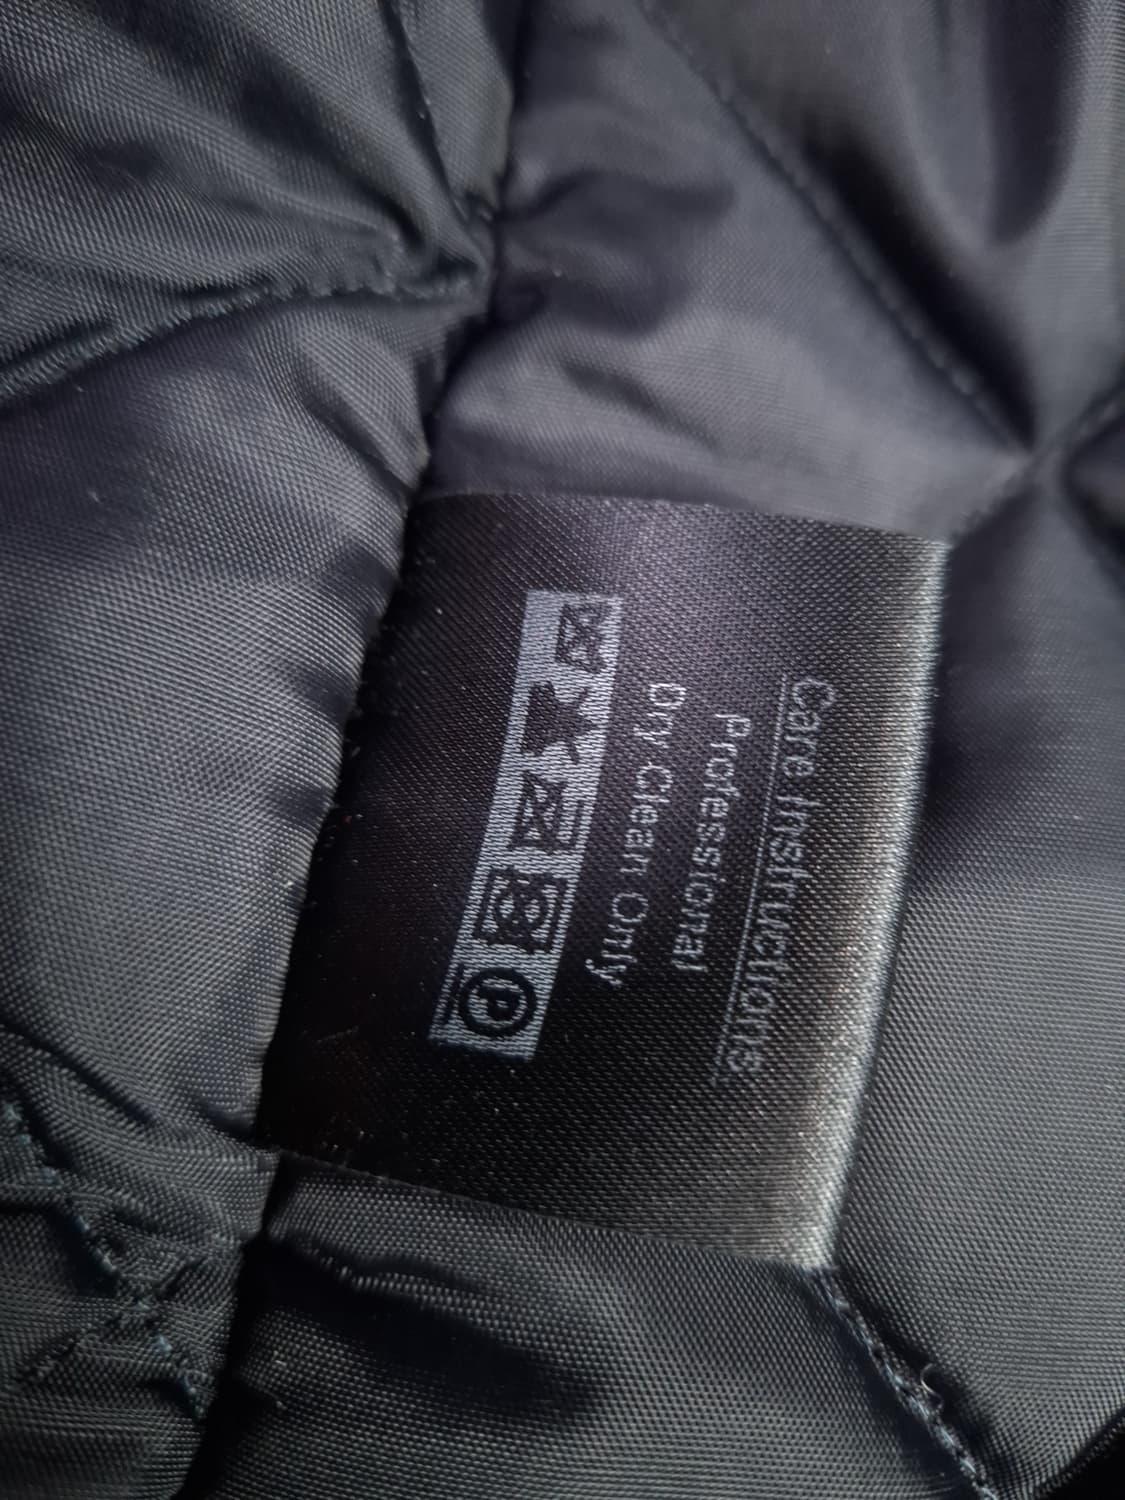 Care Instructions:
Professional
Dry Clean Only
P